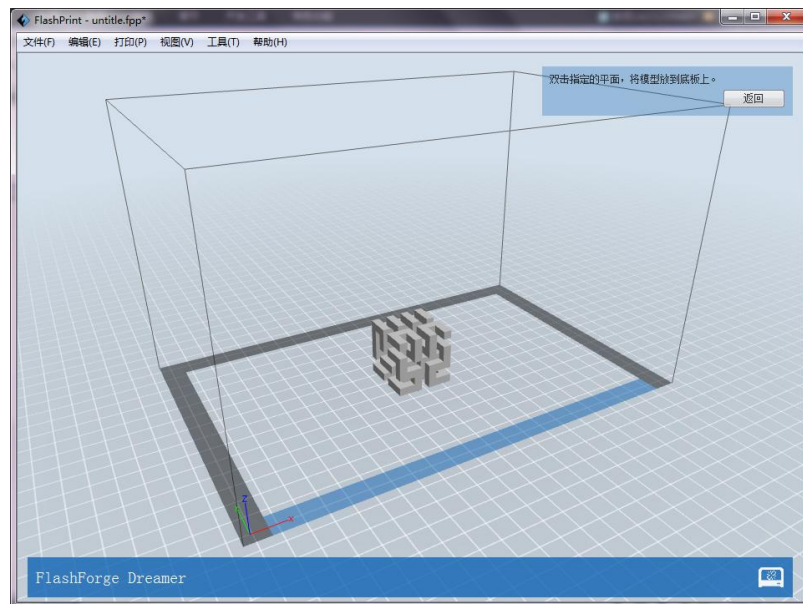 FlashPrint - untitle.fpp*
文件(F) 编辑(E) 打印(P) 视图(V) 工具(T) 帮助(H)
双击指定的平面，将模型放到底板上。
返回
z
x
FlashForge Dreamer